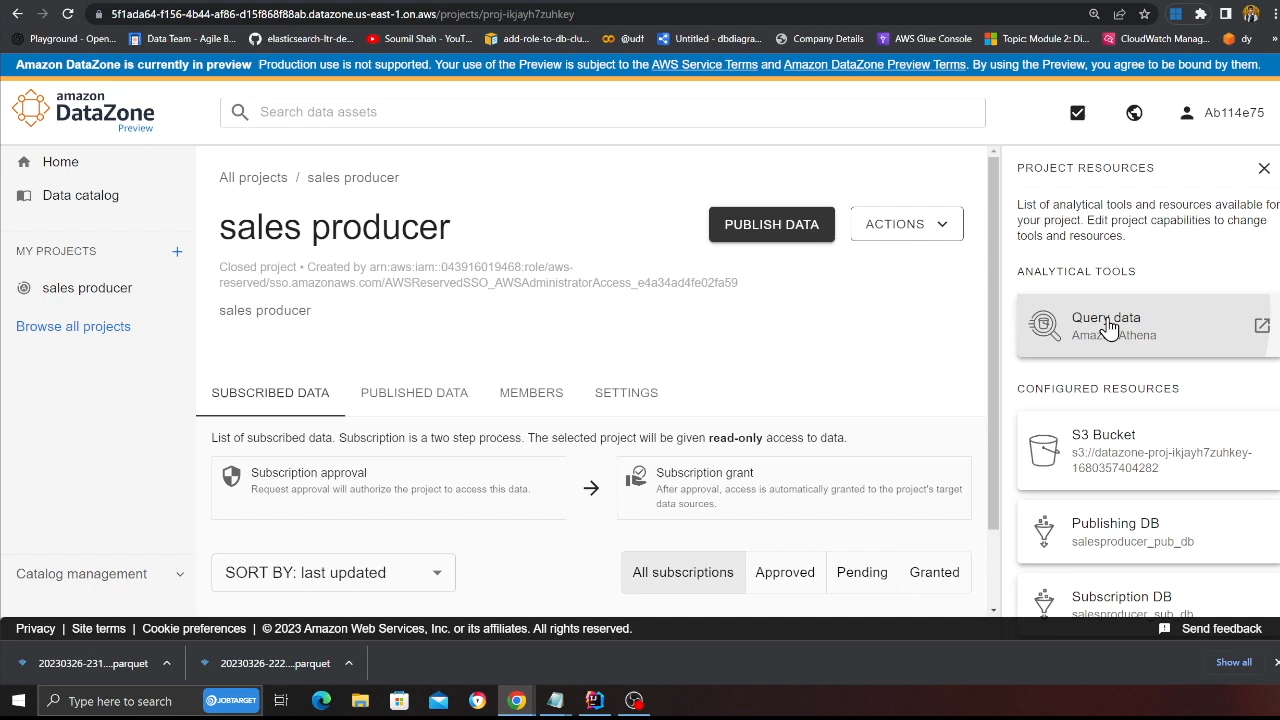 5f1ada64-f156-4b44-af86-d15f868f88ab.datazone.us-east-1.on.aws/projects/proj-ikjayh7zuhkey
Playground - Open...
Data Team - Agile B...
elasticsearch-ltr-de...
Soumil Shah - YouT...
add-role-to-db-clu...
@udf
Untitled - dbdiagra...
Company Details
AWS Glue Console
Topic: Module 2: Di...
CloudWatch Manag...
dy
»
Amazon DataZone is currently in preview Production use is not supported. Your use of the Preview is subject to the AWS Service Terms and Amazon DataZone Preview Terms. By using the Preview, you agree to be bound by them.
amazon
DataZone
Preview
Search data assets
Ab114e75
Home
Data catalog
MY PROJECTS
sales producer
Browse all projects
Catalog management
All projects / sales producer
sales producer
PUBLISH DATA
ACTIONS
Closed project • Created by arn:aws:iam::043916019468:role/aws-
reserved/sso.amazonaws.com/AWSReservedSSO_AWSAdministratorAccess_e4a34ad4fe02fa59
sales producer
SUBSCRIBED DATA
PUBLISHED DATA
MEMBERS
SETTINGS
List of subscribed data. Subscription is a two step process. The selected project will be given read-only access to data.
Subscription approval
Request approval will authorize the project to access this data.
Subscription grant
After approval, access is automatically granted to the project's target
data sources.
SORT BY: last updated
All subscriptions
Approved
Pending
Granted
PROJECT RESOURCES
List of analytical tools and resources available for
your project. Edit project capabilities to change
tools and resources.
ANALYTICAL TOOLS
Query data
Amazon Athena
CONFIGURED RESOURCES
S3 Bucket
s3://datazone-proj-ikjayh7zuhkey-
1680357404282
Publishing DB
salesproducer_pub_db
Subscription DB
salesproducer_sub_db
Privacy | Site terms | Cookie preferences | © 2023 Amazon Web Services, Inc. or its affiliates. All rights reserved.
Send feedback
20230326-231....parquet
20230326-222....parquet
Show all
Type here to search
JOBTARGET